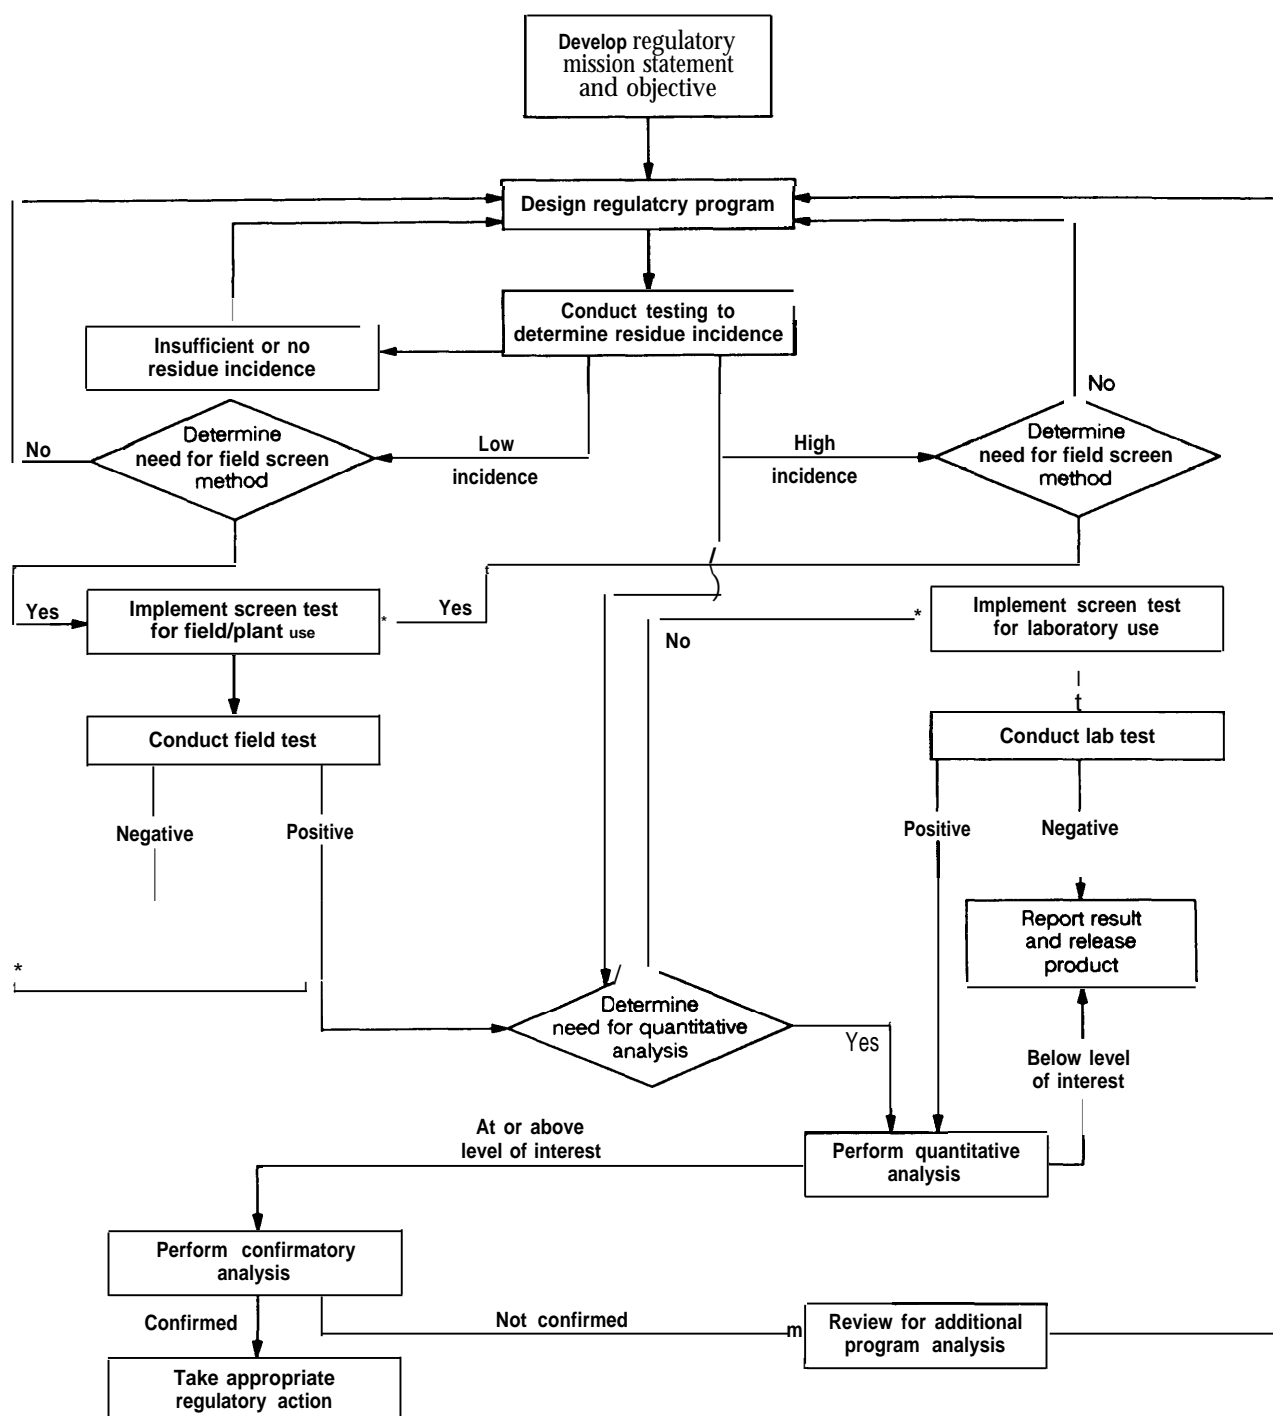 Develop regulatory
mission statement
and objective
Design regulatcry program
Conduct testing to
determine residue incidence
Insufficient or no
residue incidence
No
Determine
need for field screen
method
Low
incidence
High
incidence
No
Determine
need for field screen
method
Yes
Implement screen test
for field/plant use
*
Yes
No
*
Implement screen test
for laboratory use
t
Conduct field test
Conduct lab test
Negative
Positive
Positive
Negative
Report result
and release
product
*
Determine
need for quantitative
analysis
Yes
Below level
of interest
At or above
level of interest
Perform quantitative
analysis
Perform confirmatory
analysis
Confirmed
Not confirmed
m
Review for additional
program analysis
Take appropriate
regulatory action